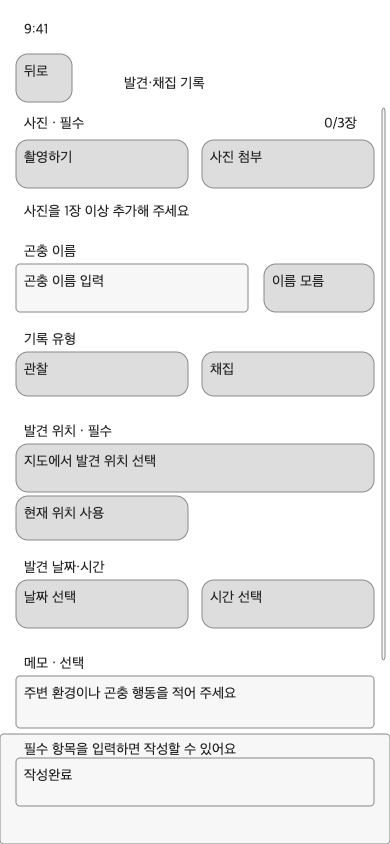 9:41
뒤로
발견·채집 기록
사진 · 필수
0/3장
촬영하기
사진 첨부
사진을 1장 이상 추가해 주세요
곤충 이름
곤충 이름 입력
이름 모름
기록 유형
관찰
채집
발견 위치 · 필수
지도에서 발견 위치 선택
현재 위치 사용
발견 날짜·시간
날짜 선택
시간 선택
메모 · 선택
주변 환경이나 곤충 행동을 적어 주세요
필수 항목을 입력하면 작성할 수 있어요
작성완료